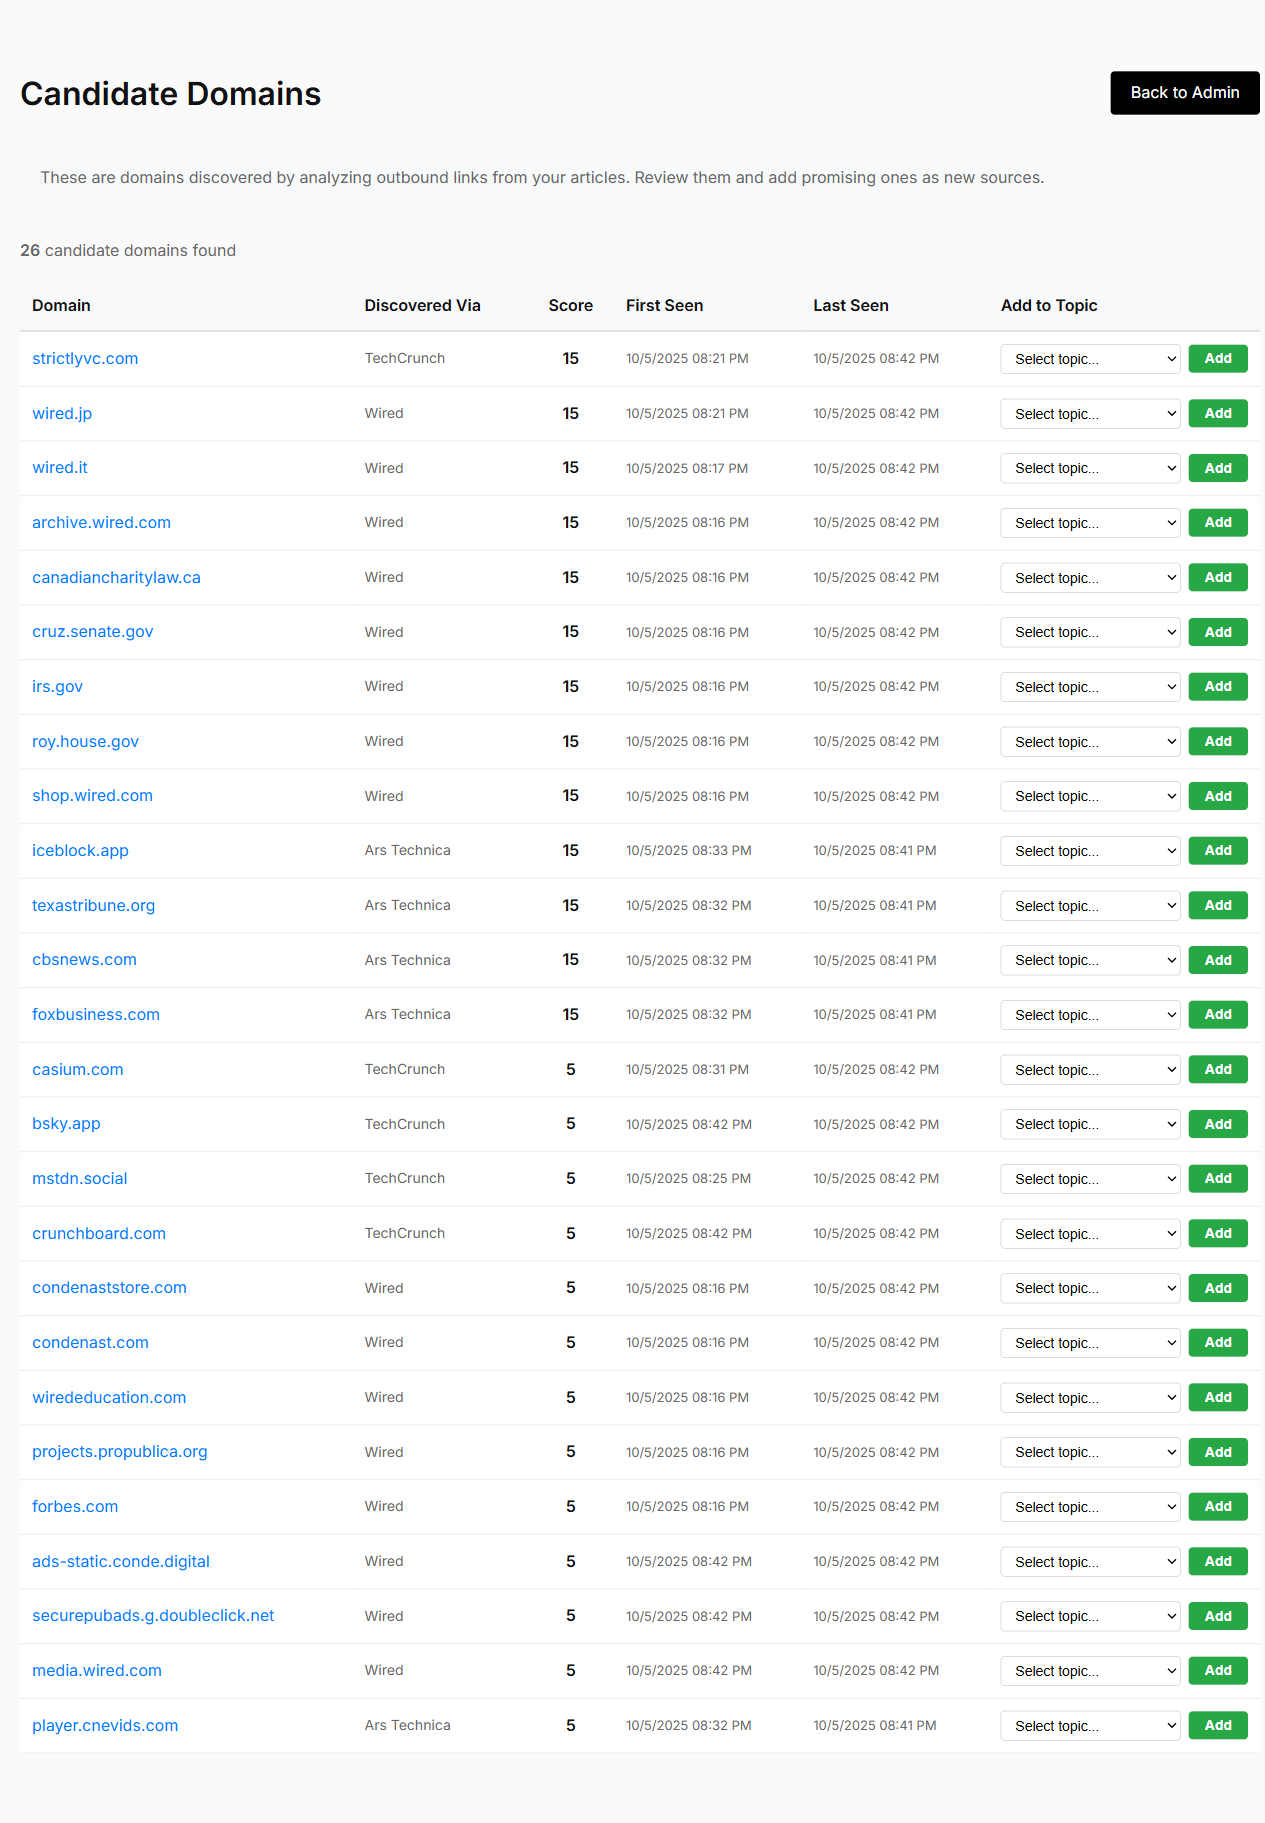 Candidate Domains
Back to Admin
These are domains discovered by analyzing outbound links from your articles. Review them and add promising ones as new sources.
26 candidate domains found
Domain Discovered Via Score First Seen Last Seen Add to Topic
strictlyvc.com TechCrunch 15 10/5/2025 08:21 PM 10/5/2025 08:42 PM Select topic... Add
wired.jp Wired 15 10/5/2025 08:21 PM 10/5/2025 08:42 PM Select topic... Add
wired.it Wired 15 10/5/2025 08:17 PM 10/5/2025 08:42 PM Select topic... Add
archive.wired.com Wired 15 10/5/2025 08:16 PM 10/5/2025 08:42 PM Select topic... Add
canadiancharitylaw.ca Wired 15 10/5/2025 08:16 PM 10/5/2025 08:42 PM Select topic... Add
cruz.senate.gov Wired 15 10/5/2025 08:16 PM 10/5/2025 08:42 PM Select topic... Add
irs.gov Wired 15 10/5/2025 08:16 PM 10/5/2025 08:42 PM Select topic... Add
roy.house.gov Wired 15 10/5/2025 08:16 PM 10/5/2025 08:42 PM Select topic... Add
shop.wired.com Wired 15 10/5/2025 08:16 PM 10/5/2025 08:42 PM Select topic... Add
iceblock.app Ars Technica 15 10/5/2025 08:33 PM 10/5/2025 08:41 PM Select topic... Add
texastribune.org Ars Technica 15 10/5/2025 08:32 PM 10/5/2025 08:41 PM Select topic... Add
cbsnews.com Ars Technica 15 10/5/2025 08:32 PM 10/5/2025 08:41 PM Select topic... Add
foxbusiness.com Ars Technica 15 10/5/2025 08:32 PM 10/5/2025 08:41 PM Select topic... Add
casium.com TechCrunch 5 10/5/2025 08:31 PM 10/5/2025 08:42 PM Select topic... Add
bsky.app TechCrunch 5 10/5/2025 08:42 PM 10/5/2025 08:42 PM Select topic... Add
mstdn.social TechCrunch 5 10/5/2025 08:25 PM 10/5/2025 08:42 PM Select topic... Add
crunchboard.com TechCrunch 5 10/5/2025 08:42 PM 10/5/2025 08:42 PM Select topic... Add
condenaststore.com Wired 5 10/5/2025 08:16 PM 10/5/2025 08:42 PM Select topic... Add
condenast.com Wired 5 10/5/2025 08:16 PM 10/5/2025 08:42 PM Select topic... Add
wirededucation.com Wired 5 10/5/2025 08:16 PM 10/5/2025 08:42 PM Select topic... Add
projects.propublica.org Wired 5 10/5/2025 08:16 PM 10/5/2025 08:42 PM Select topic... Add
forbes.com Wired 5 10/5/2025 08:16 PM 10/5/2025 08:42 PM Select topic... Add
ads-static.conde.digital Wired 5 10/5/2025 08:42 PM 10/5/2025 08:42 PM Select topic... Add
securepubads.g.doubleclick.net Wired 5 10/5/2025 08:42 PM 10/5/2025 08:42 PM Select topic... Add
media.wired.com Wired 5 10/5/2025 08:42 PM 10/5/2025 08:42 PM Select topic... Add
player.cnevids.com Ars Technica 5 10/5/2025 08:32 PM 10/5/2025 08:41 PM Select topic... Add